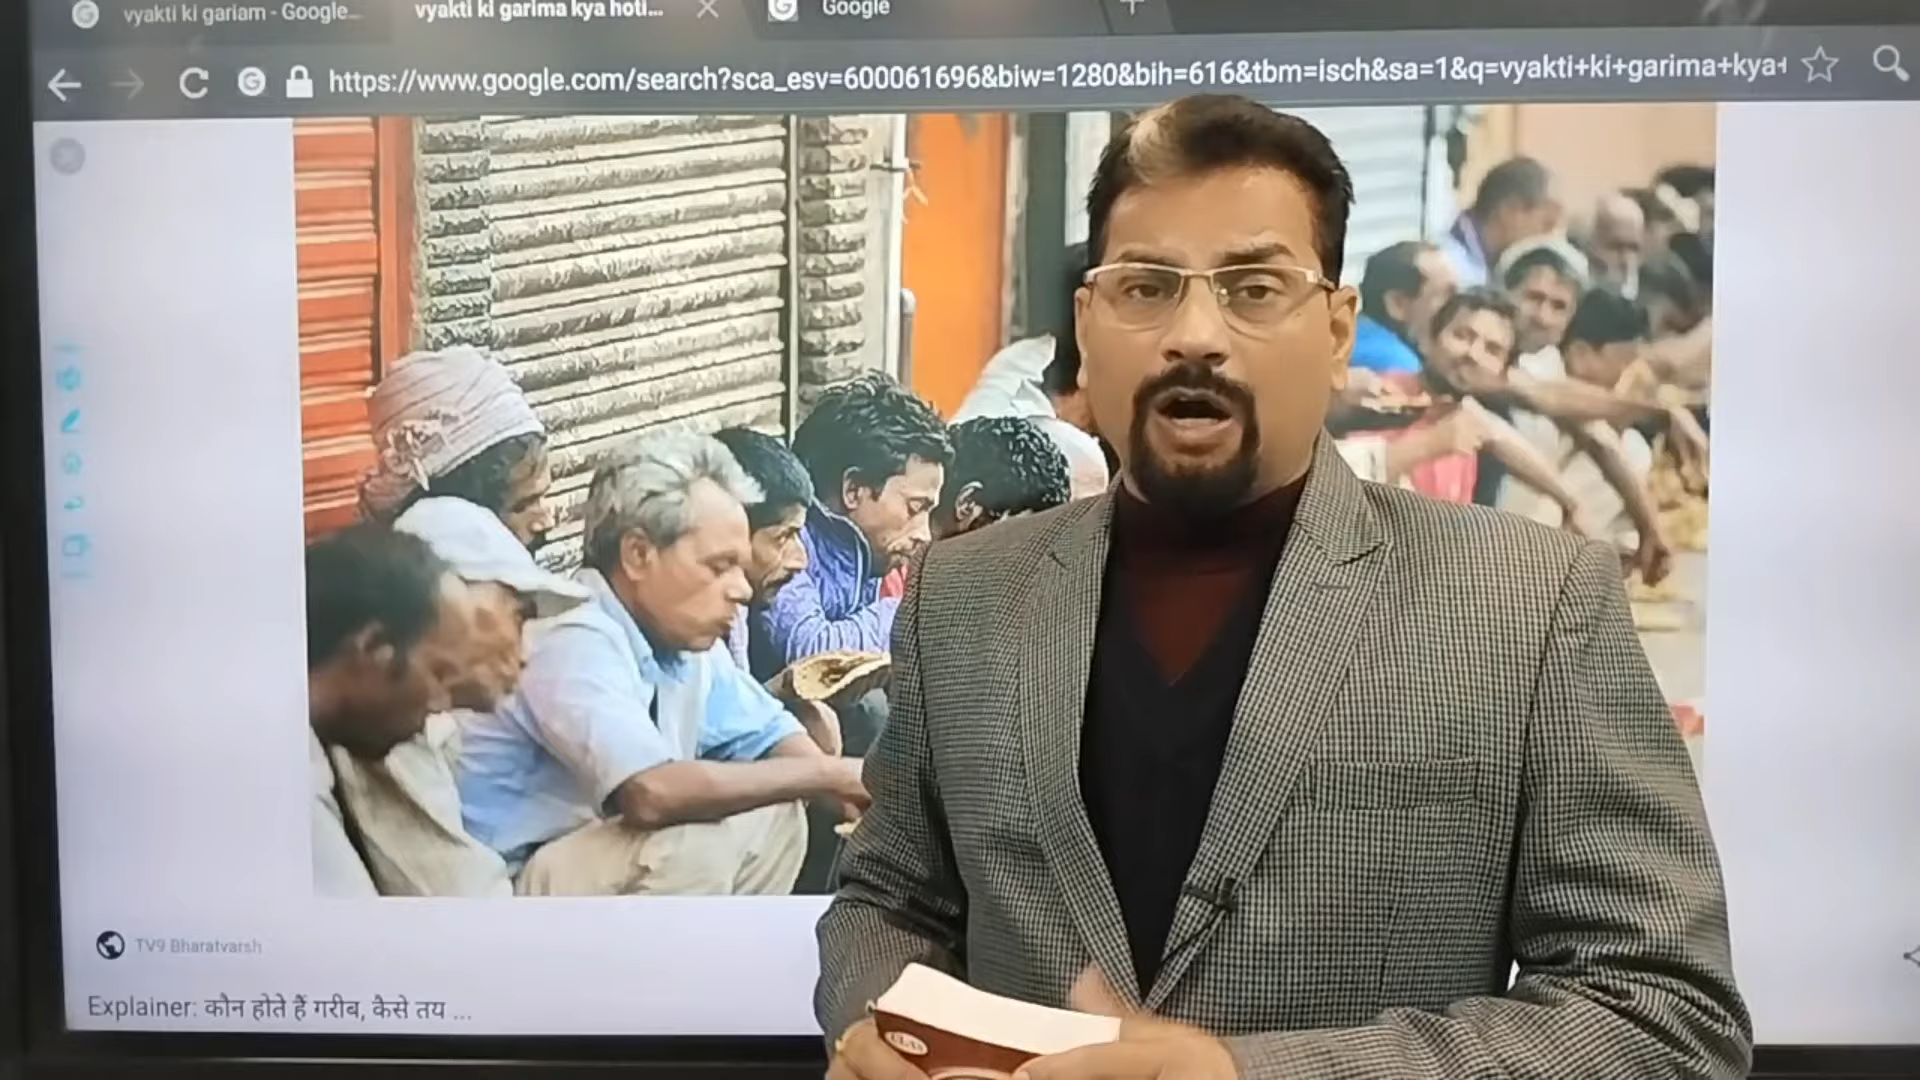 vyakti ki gariam - Google...
vyakti ki garima kya hoti...
Google
https://www.google.com/search?sca_esv=600061696&biw=1280&bih=616&tbm=isch&sa=1&q=vyakti+ki+garima+kya+
TV9 Bharatvarsh
Explainer: कौन होते हैं गरीब, कैसे तय ...